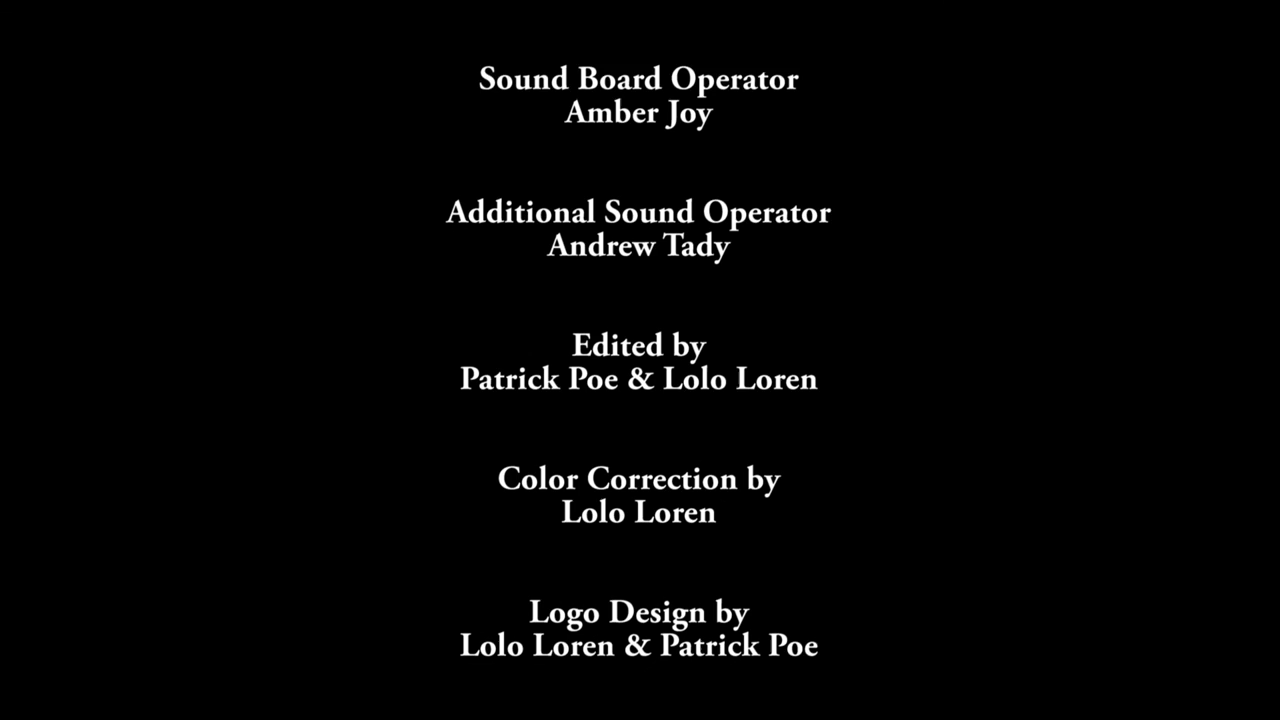 Sound Board Operator
Amber Joy
Additional Sound Operator
Andrew Tady
Edited by
Patrick Poe & Lolo Loren
Color Correction by
Lolo Loren
Logo Design by
Lolo Loren & Patrick Poe